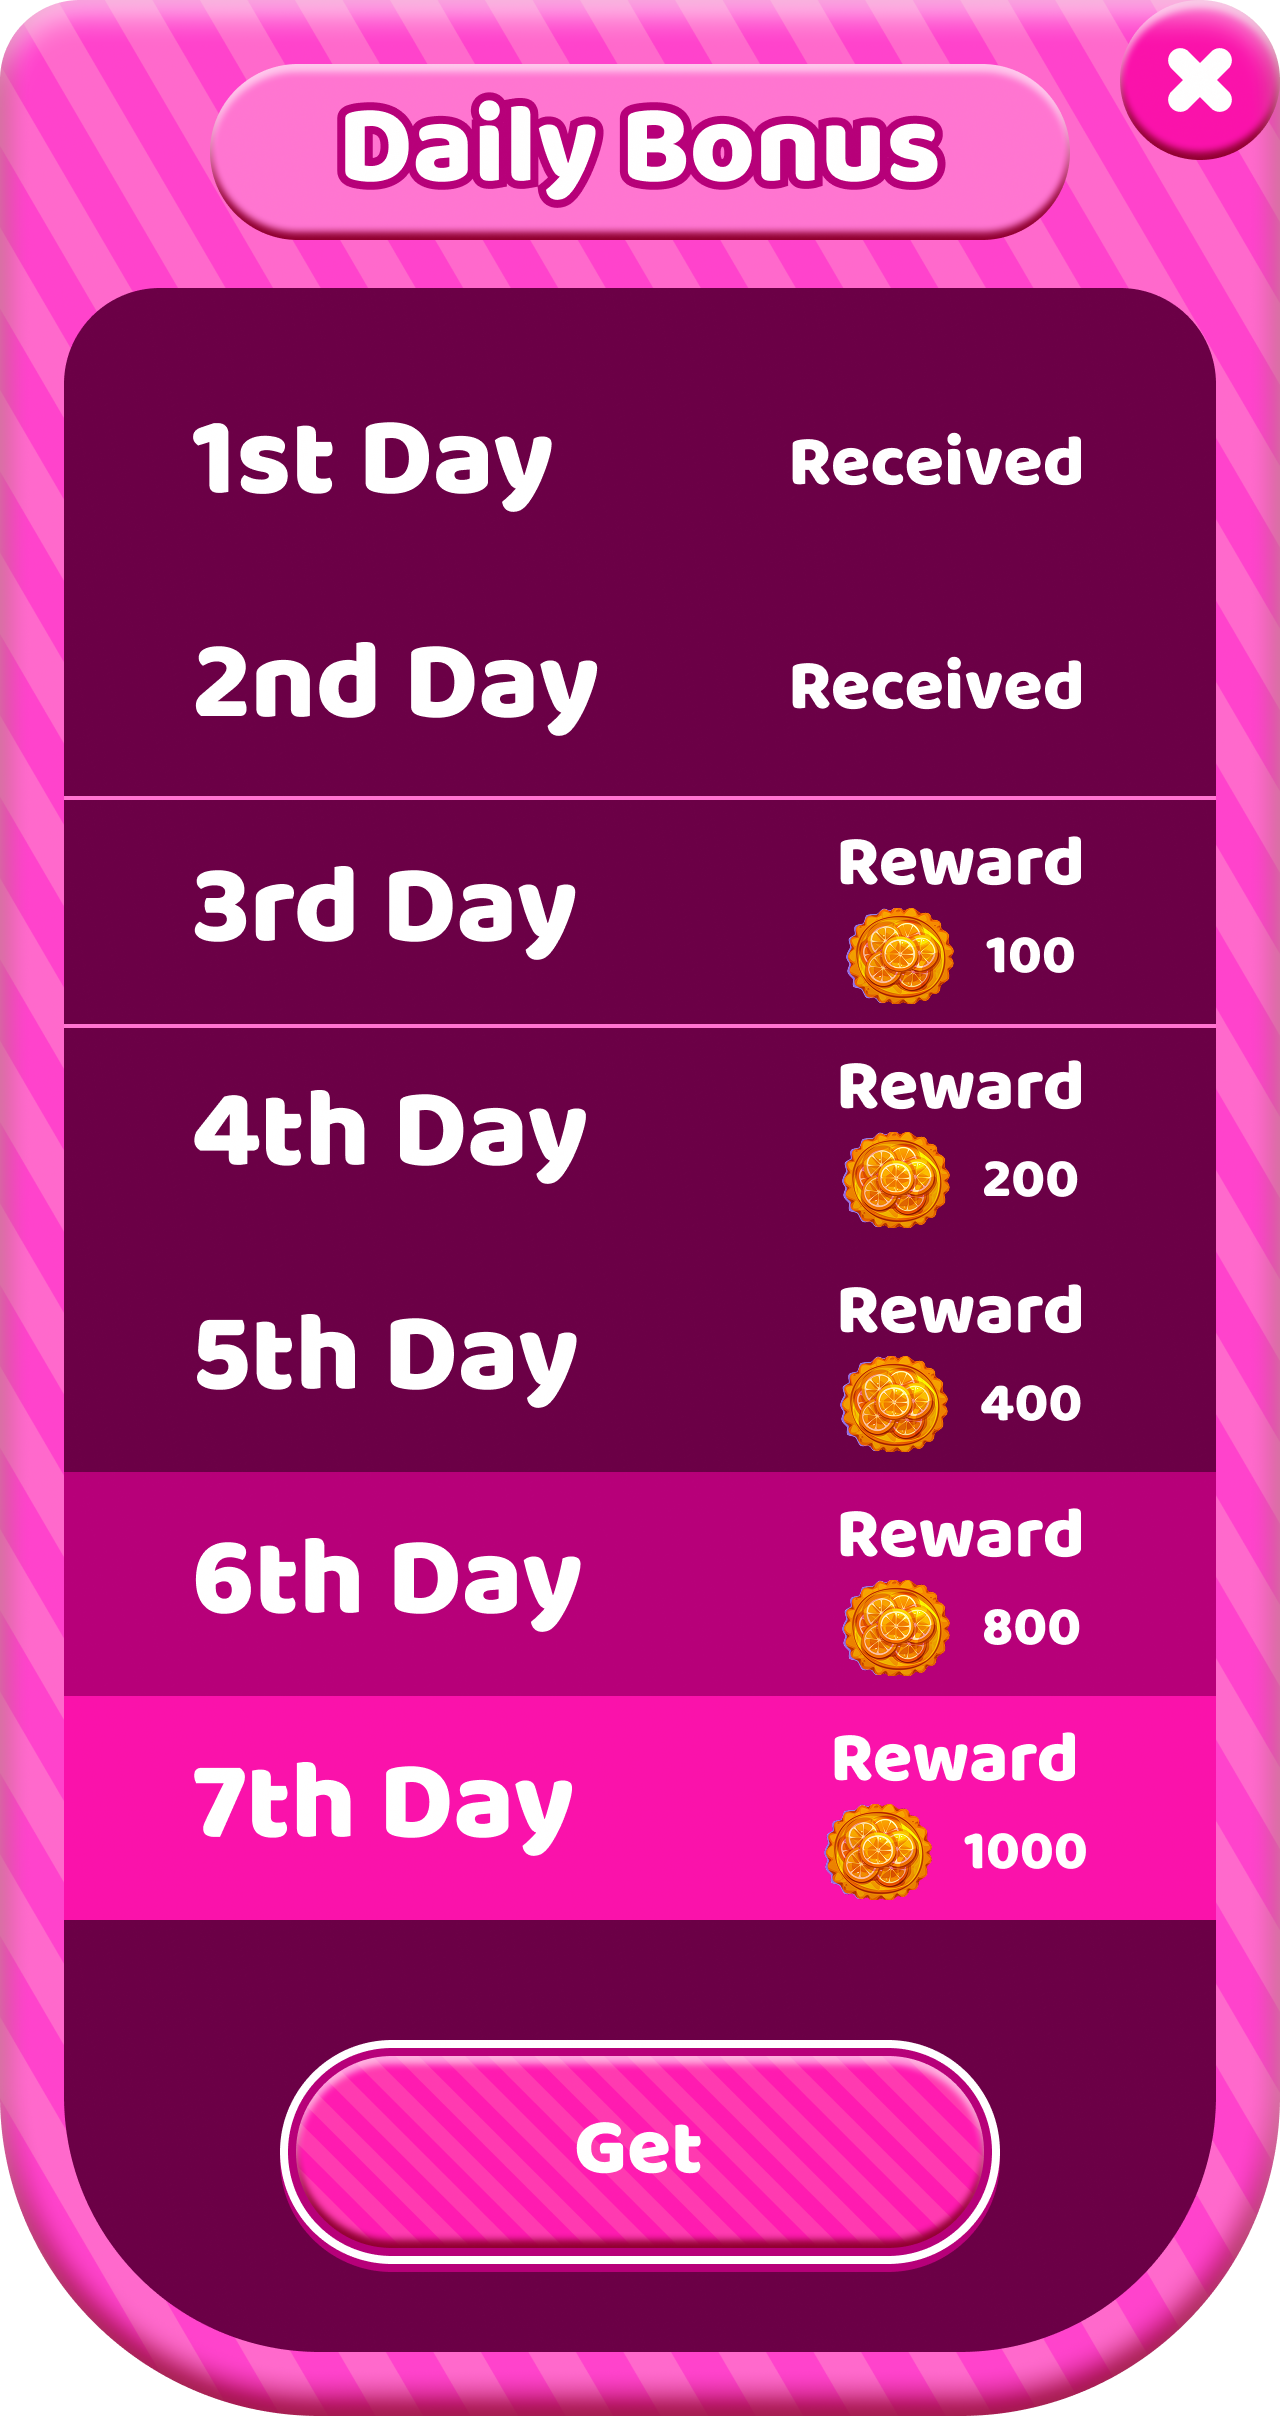 Daily Bonus
1st Day Received
2nd Day Received
3rd Day Reward
100
4th Day Reward
200
5th Day Reward
400
6th Day Reward
800
7th Day Reward
1000
Get